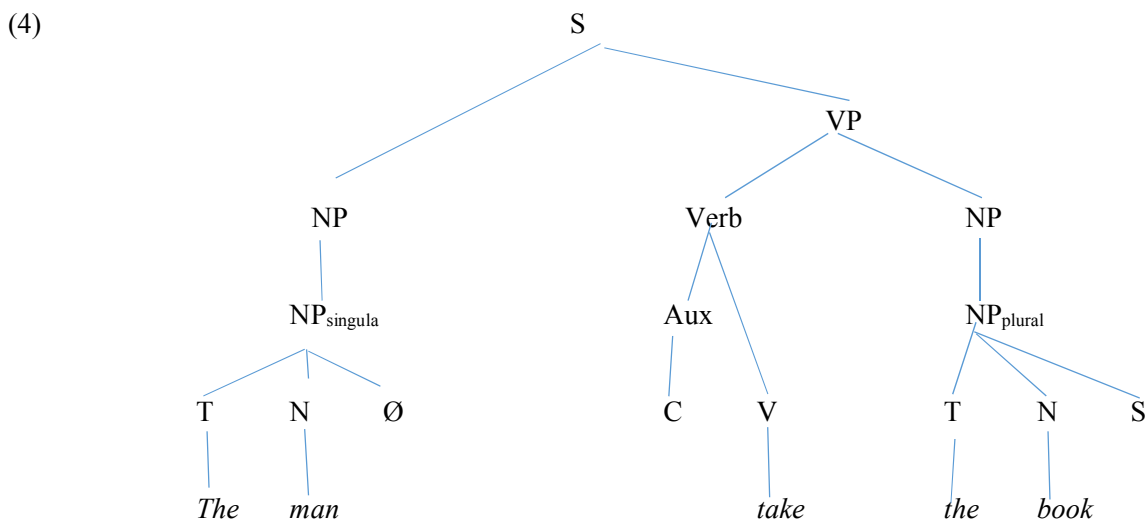 (4) S
VP
NP Verb NP
NPsingula Aux NPplural
T N Ø C V T N S
The man take the book